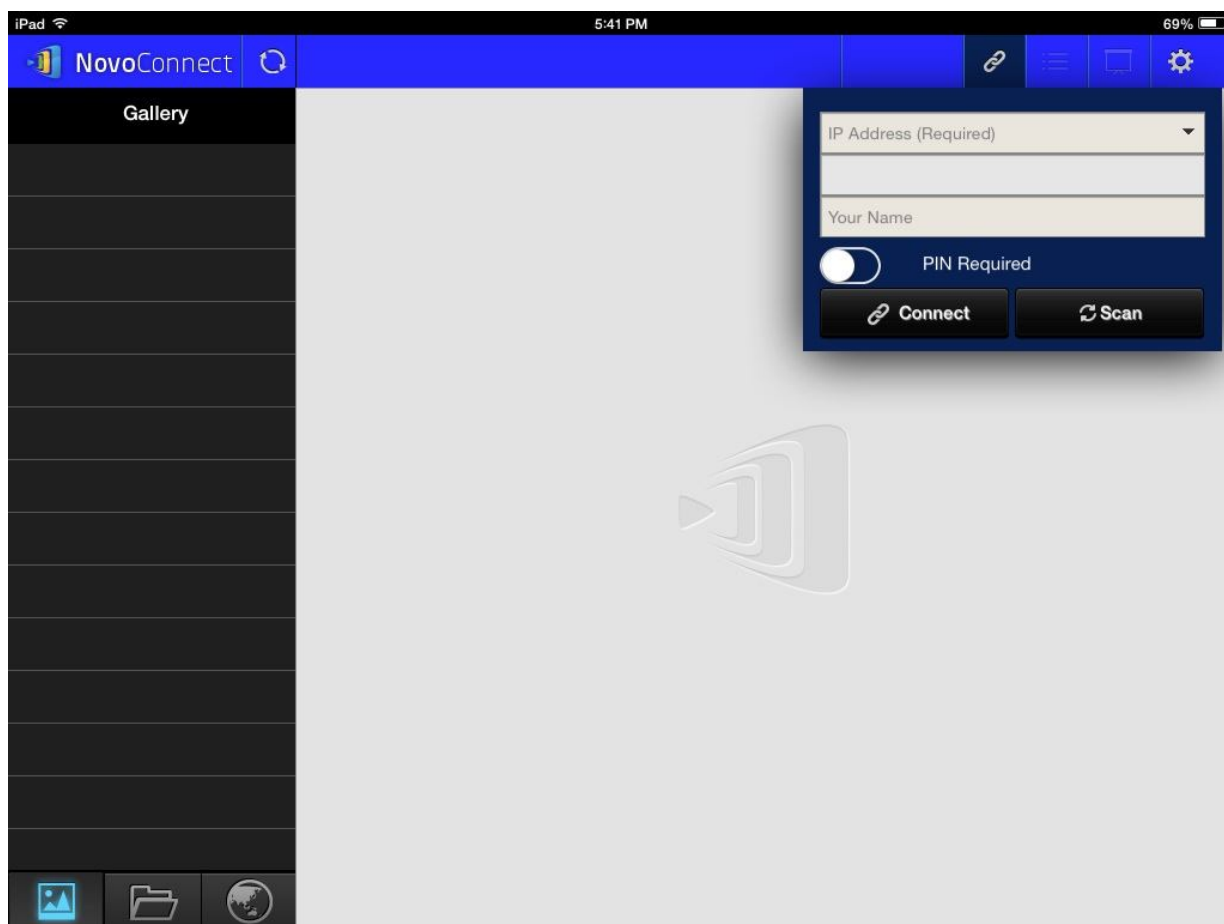 iPad 5:41 PM 69%
NovoConnect
Gallery
IP Address (Required)
Your Name
PIN Required
Connect Scan